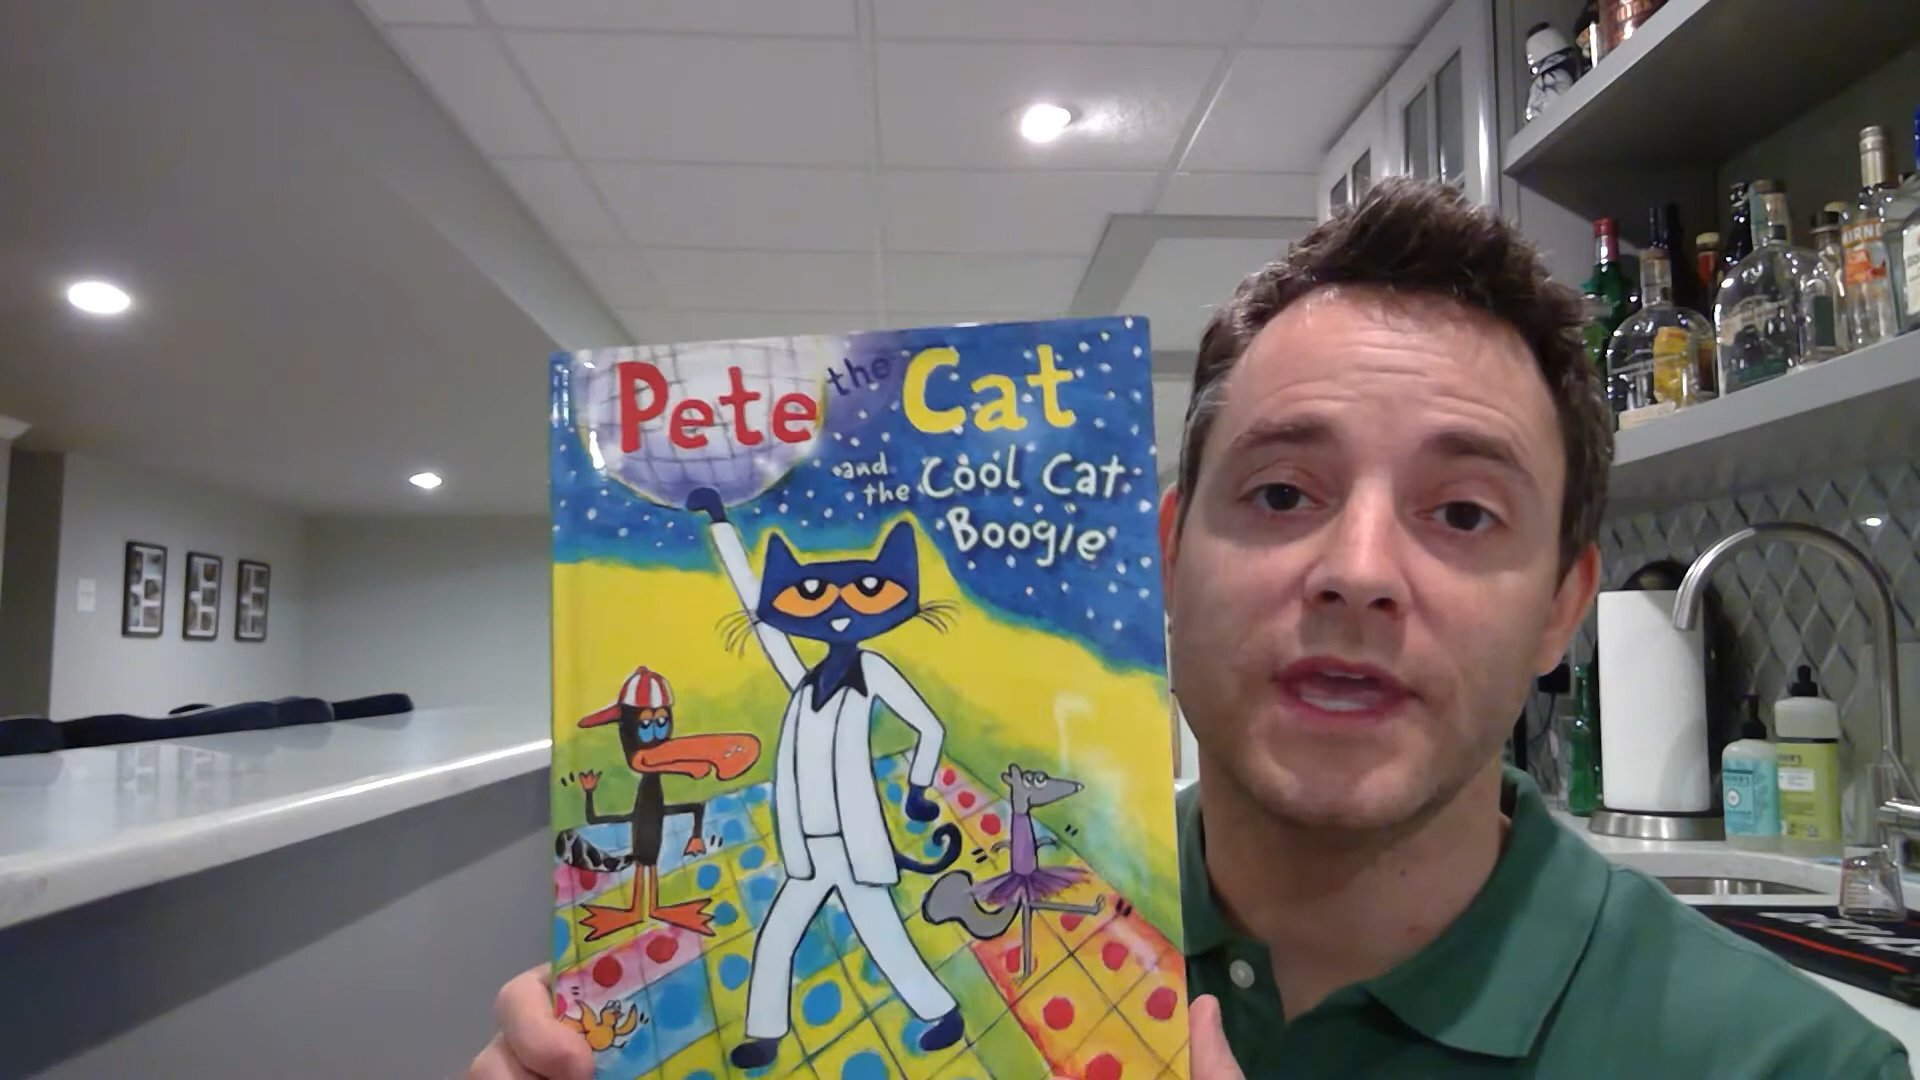 Pete the Cat
and the Cool Cat
Boogie